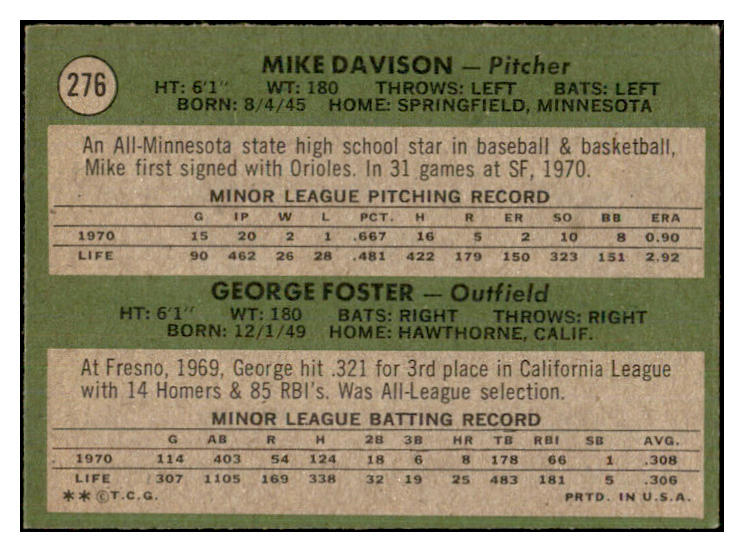 276
MIKE DAVISON — Pitcher
HT: 6'1" WT: 180 THROWS: LEFT BATS: LEFT
BORN: 8/4/45 HOME: SPRINGFIELD, MINNESOTA
An All-Minnesota state high school star in baseball & basketball,
Mike first signed with Orioles. In 31 games at SF, 1970.
MINOR LEAGUE PITCHING RECORD
G IP W L PCT. H R ER SO BB ERA
1970 15 20 2 1 .667 16 5 2 10 8 0.90
LIFE 90 462 26 28 .481 422 179 150 323 151 2.92
GEORGE FOSTER — Outfield
HT: 6'1" WT: 180 BATS: RIGHT THROWS: RIGHT
BORN: 12/1/49 HOME: HAWTHORNE, CALIF.
At Fresno, 1969, George hit .321 for 3rd place in California League
with 14 Homers & 85 RBI's. Was All-League selection.
MINOR LEAGUE BATTING RECORD
G AB R H 2B 3B HR TB RBI SB AVG.
1970 114 403 54 124 18 6 8 178 66 1 .308
LIFE 307 1105 169 338 32 19 25 483 181 5 .306
** ©T.C.G. PRTD. IN U.S.A.